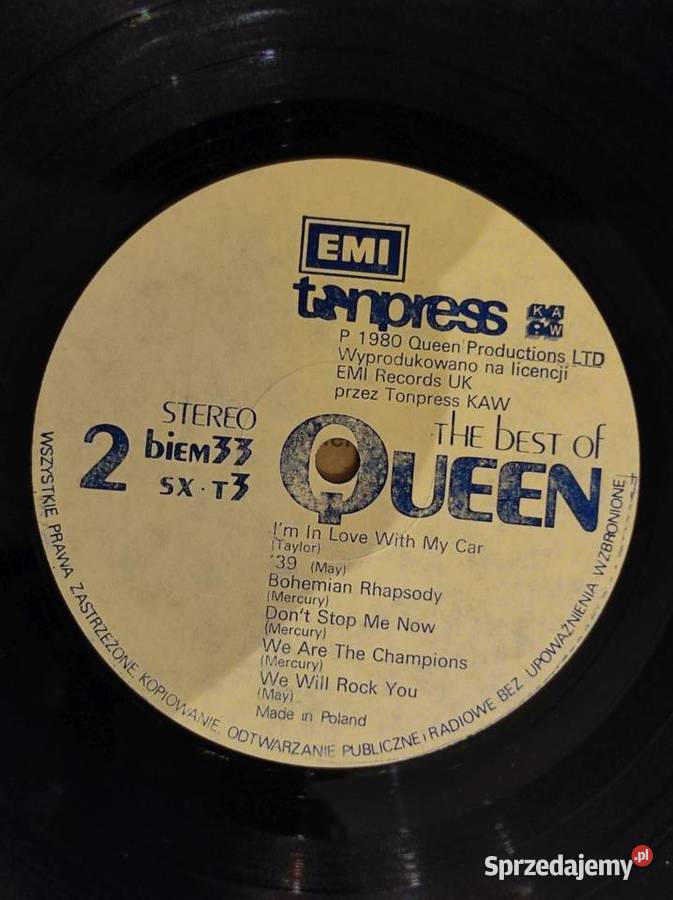 EMI
tonpress KAW
P 1980 Queen Productions LTD
Wyprodukowano na licencji
EMI Records UK
przez Tonpress KAW
STEREO
2 biem 33
SX·T3
THE BEST OF
QUEEN
I'm In Love With My Car
(Taylor)
'39 (May)
Bohemian Rhapsody
(Mercury)
Don't Stop Me Now
(Mercury)
We Are The Champions
(Mercury)
We Will Rock You
(May)
Made in Poland
WSZYSTKIE PRAWA ZASTRZEŻONE. KOPIOWANIE, ODTWARZANIE PUBLICZNE i RADIOWE BEZ UPOWAŻNIENIA WZBRONIONE
Sprzedajemy.pl